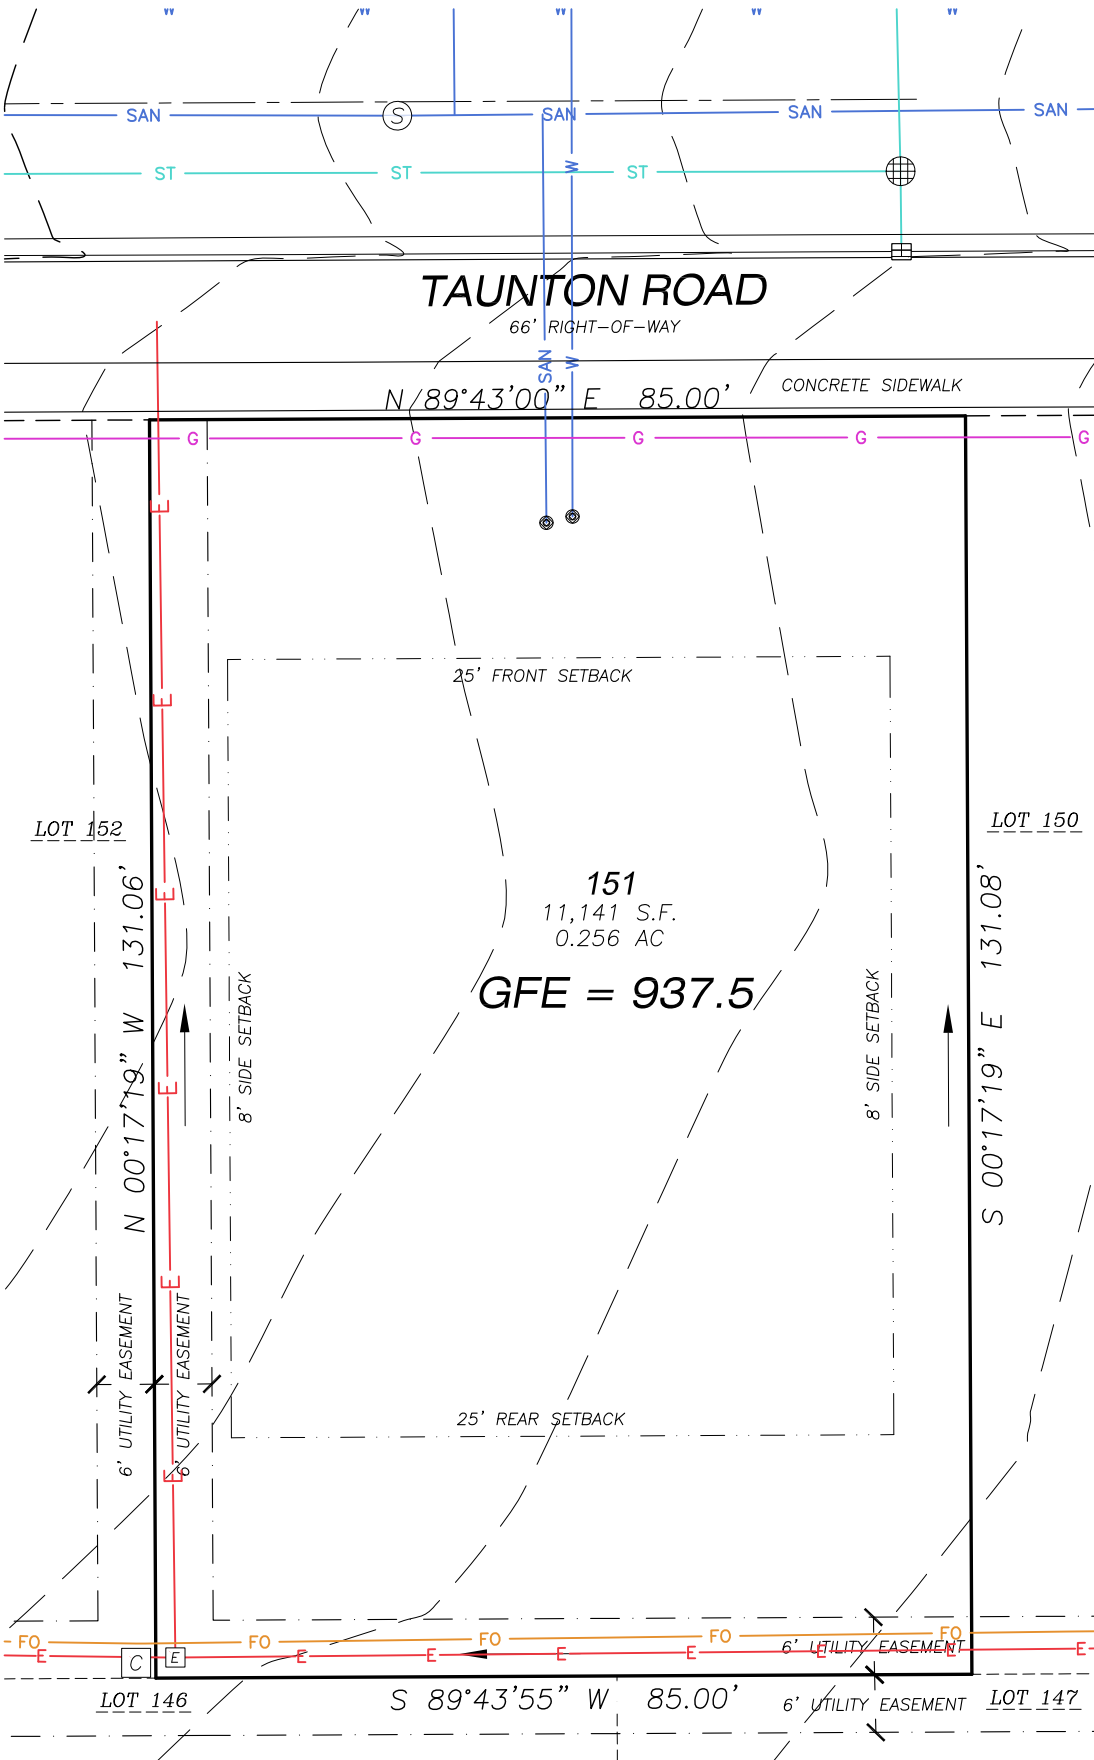 W W W W W
SAN S SAN SAN SAN
ST ST W ST
TAUNTON ROAD
66' RIGHT-OF-WAY
SAN W
CONCRETE SIDEWALK
N 89°43'00" E 85.00'
G G G G G
E
25' FRONT SETBACK
E
LOT 152
LOT 150
151
11,141 S.F.
0.256 AC
GFE = 937.5
E
N 00°17'19" W 131.06'
S 00°17'19" E 131.08'
8' SIDE SETBACK
8' SIDE SETBACK
E
E
6' UTILITY EASEMENT
6' UTILITY EASEMENT
25' REAR SETBACK
E
FO FO FO FO FO
6' UTILITY EASEMENT
E C E E E E E E E E
LOT 146
S 89°43'55" W 85.00'
6' UTILITY EASEMENT
LOT 147